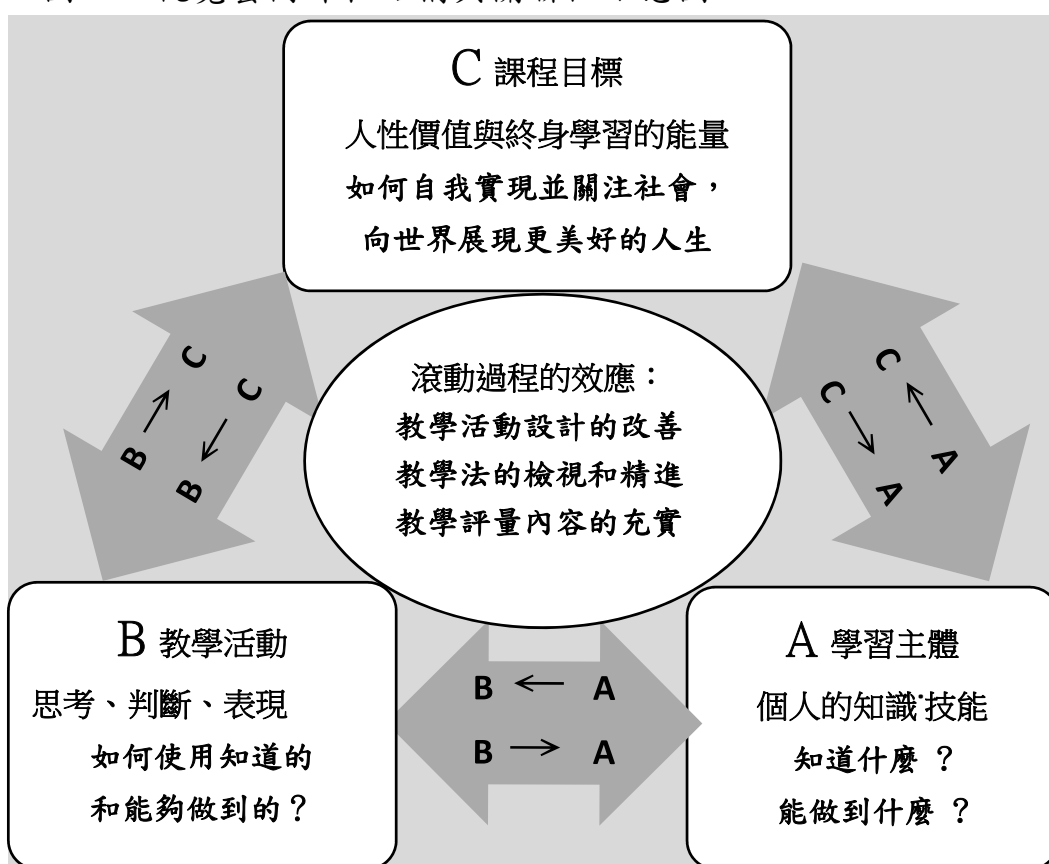 C 課程目標
人性價值與終身學習的能量
如何自我實現並關注社會，
向世界展現更美好的人生
B → C
C → B
C ← A
C → A
滾動過程的效應：
教學活動設計的改善
教學法的檢視和精進
教學評量內容的充實
B 教學活動
思考、判斷、表現
如何使用知道的
和能夠做到的？
B ← A
B → A
A 學習主體
個人的知識˙技能
知道什麼 ？
能做到什麼 ？